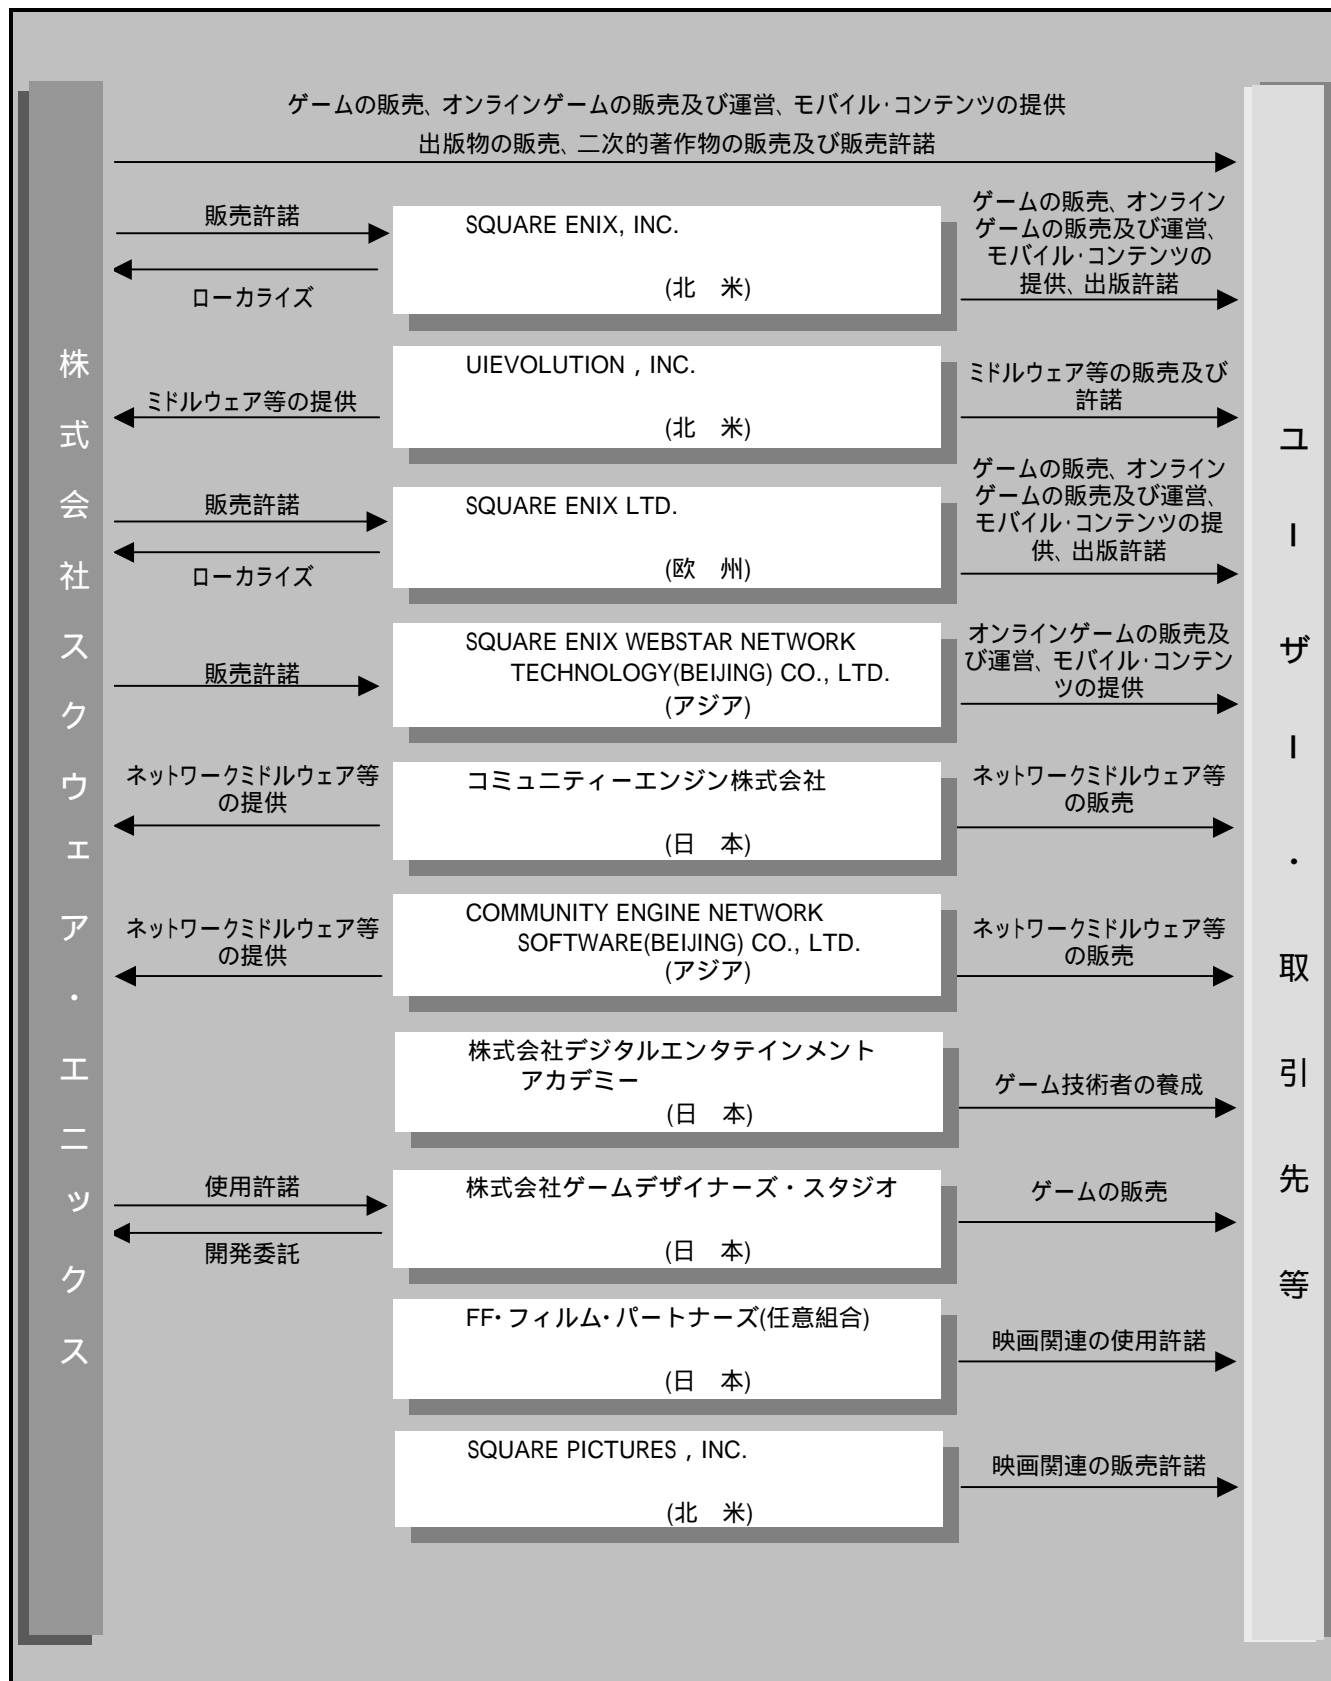 ゲームの販売、オンラインゲームの販売及び運営、モバイル・コンテンツの提供
出版物の販売、二次的著作物の販売及び販売許諾
株式会社スクウェア・エニックス
販売許諾
ローカライズ
SQUARE ENIX, INC.
(北　米)
ゲームの販売、オンライン
ゲームの販売及び運営、
モバイル・コンテンツの
提供、出版許諾
ミドルウェア等の提供
UIEVOLUTION , INC.
(北　米)
ミドルウェア等の販売及び
許諾
販売許諾
ローカライズ
SQUARE ENIX LTD.
(欧　州)
ゲームの販売、オンライン
ゲームの販売及び運営、
モバイル・コンテンツの提
供、出版許諾
販売許諾
SQUARE ENIX WEBSTAR NETWORK
TECHNOLOGY(BEIJING) CO., LTD.
(アジア)
オンラインゲームの販売及
び運営、モバイル・コンテン
ツの提供
ネットワークミドルウェア等
の提供
コミュニティーエンジン株式会社
(日　本)
ネットワークミドルウェア等
の販売
ネットワークミドルウェア等
の提供
COMMUNITY ENGINE NETWORK
SOFTWARE(BEIJING) CO., LTD.
(アジア)
ネットワークミドルウェア等
の販売
株式会社デジタルエンタテインメント
アカデミー
(日　本)
ゲーム技術者の養成
使用許諾
開発委託
株式会社ゲームデザイナーズ・スタジオ
(日　本)
ゲームの販売
FF・フィルム・パートナーズ(任意組合)
(日　本)
映画関連の使用許諾
SQUARE PICTURES , INC.
(北　米)
映画関連の販売許諾
ユーザー・取引先等